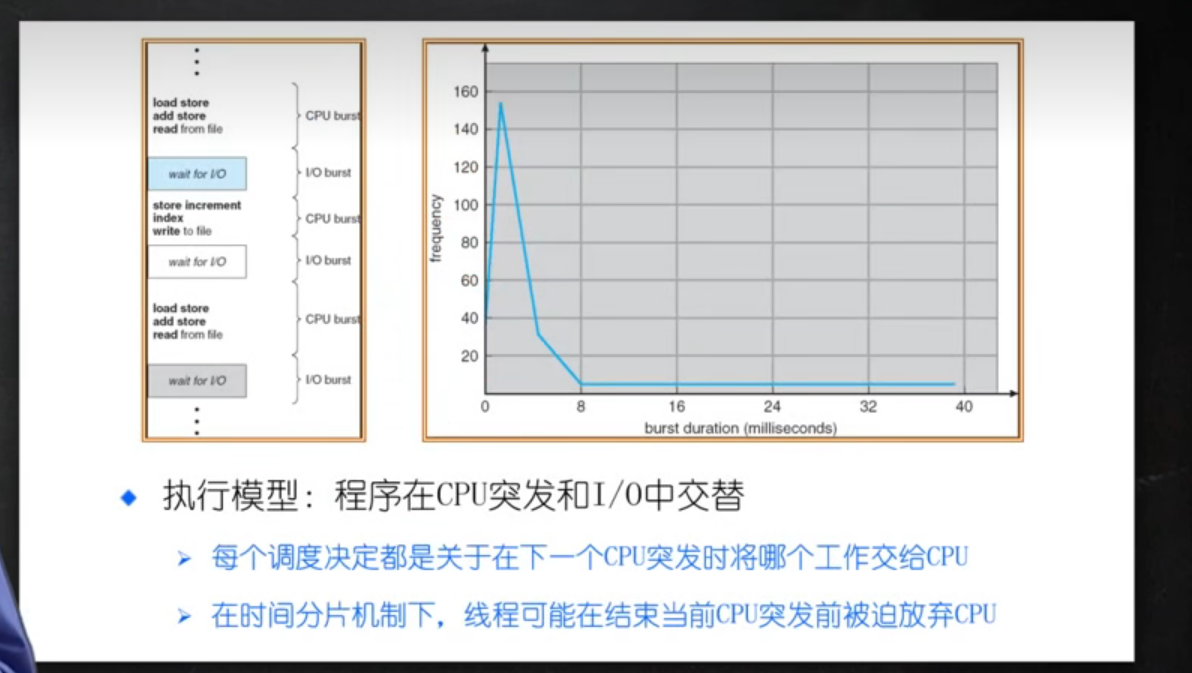 load store
add store
read from file
CPU burst
wait for I/O
I/O burst
store increment
index
write to file
CPU burst
wait for I/O
I/O burst
load store
add store
read from file
CPU burst
wait for I/O
I/O burst
frequency
160
140
120
100
80
60
40
20
0 8 16 24 32 40
burst duration (milliseconds)
执行模型：程序在CPU突发和I/O中交替
每个调度决定都是关于在下一个CPU突发时将哪个工作交给CPU
在时间分片机制下，线程可能在结束当前CPU突发前被迫放弃CPU